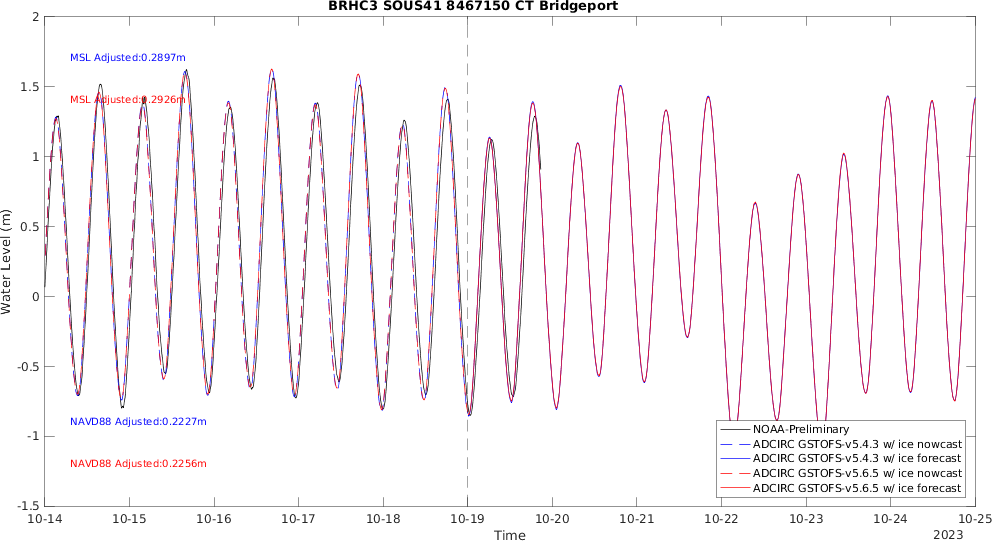 BRHC3 SOUS41 8467150 CT Bridgeport
2
MSL Adjusted:0.2897m
1.5
MSL Adjusted:0.2926m
1
0.5
Water Level (m)
0
-0.5
NAVD88 Adjusted:0.2227m
-1
NAVD88 Adjusted:0.2256m
-1.5
NOAA-Preliminary
ADCIRC GSTOFS-v5.4.3 w/ ice nowcast
ADCIRC GSTOFS-v5.4.3 w/ ice forecast
ADCIRC GSTOFS-v5.6.5 w/ ice nowcast
ADCIRC GSTOFS-v5.6.5 w/ ice forecast
10-14 10-15 10-16 10-17 10-18 10-19 10-20 10-21 10-22 10-23 10-24 10-25
Time
2023